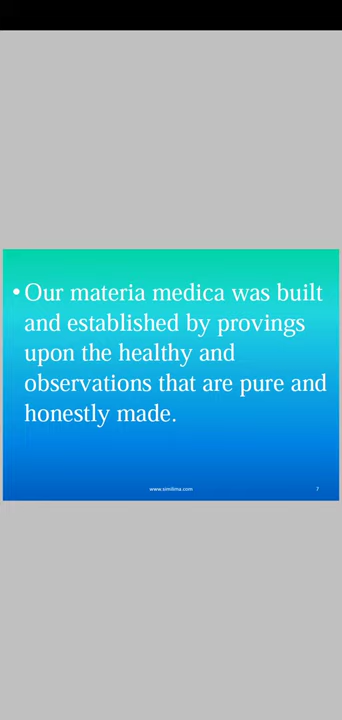 • Our materia medica was built
and established by provings
upon the healthy and
observations that are pure and
honestly made.
www.similima.com 7